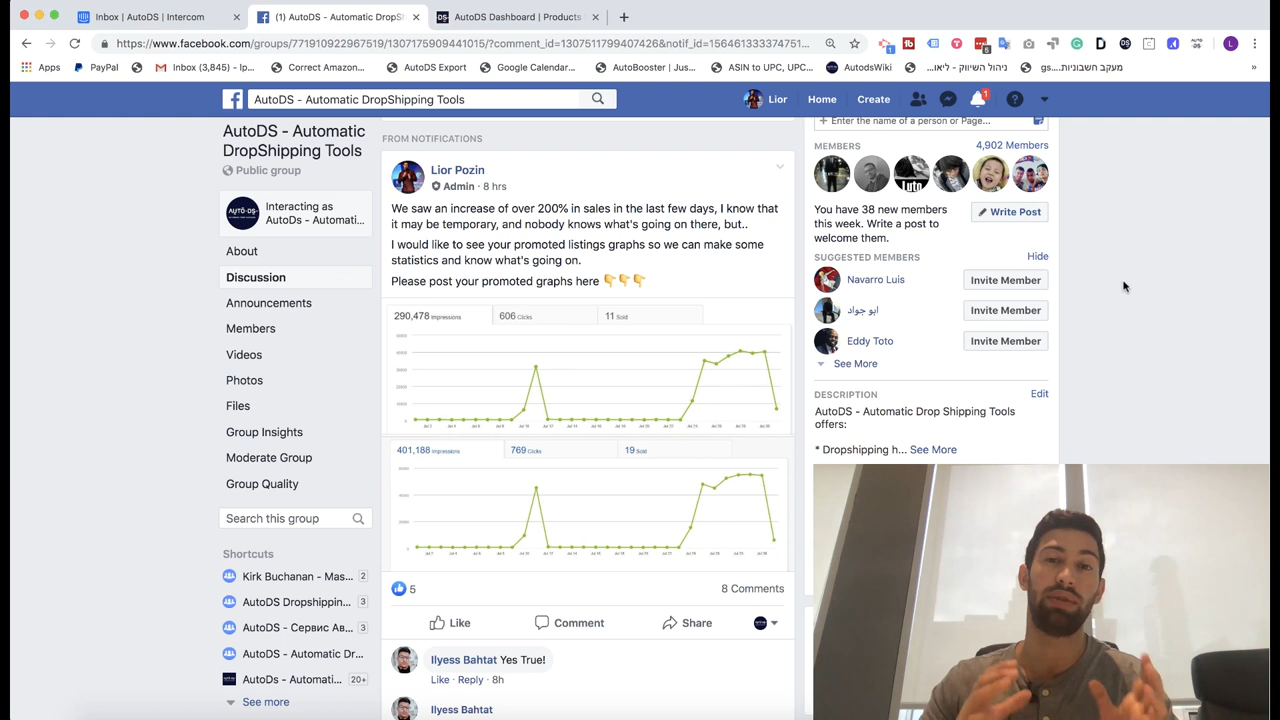 Inbox | AutoDS | Intercom
(1) AutoDS - Automatic DropSh
AutoDS Dashboard | Products
https://www.facebook.com/groups/771910922967519/1307175909441015/?comment_id=1307511799407426&notif_id=156461333374751...
Apps
PayPal
Inbox (3,845) - lp...
Correct Amazon...
AutoDS Export
Google Calendar...
AutoBooster | Jus...
ASIN to UPC, UPC...
AutodsWiki
ניהול השיווק - ליאו...
מעקב חשבוניות...gs
»
AutoDS - Automatic DropShipping Tools
Lior
Home
Create
1
AutoDS - Automatic
DropShipping Tools
Public group
Interacting as
AutoDS - Automati...
About
Discussion
Announcements
Members
Videos
Photos
Files
Group Insights
Moderate Group
Group Quality
Search this group
Shortcuts
Kirk Buchanan - Mas... 2
AutoDS Dropshippin... 3
AutoDS - Сервис Ав... 3
AutoDS - Automatic Dr...
AutoDs - Automati... 20+
See more
FROM NOTIFICATIONS
Lior Pozin
Admin · 8 hrs
We saw an increase of over 200% in sales in the last few days, I know that
it may be temporary, and nobody knows what's going on there, but..
I would like to see your promoted listings graphs so we can make some
statistics and know what's going on.
Please post your promoted graphs here 👇👇👇
290,478 Impressions
606 Clicks
11 Sold
401,188 Impressions
769 Clicks
19 Sold
5
8 Comments
Like
Comment
Share
Ilyess Bahtat Yes True!
Like · Reply · 8h
Ilyess Bahtat
+ Enter the name of a person or Page...
MEMBERS
4,902 Members
Luto
You have 38 new members
this week. Write a post to
welcome them.
Write Post
SUGGESTED MEMBERS
Hide
Navarro Luis
Invite Member
ابو جواد
Invite Member
Eddy Toto
Invite Member
See More
DESCRIPTION
Edit
AutoDS - Automatic Drop Shipping Tools
offers:
* Dropshipping h... See More